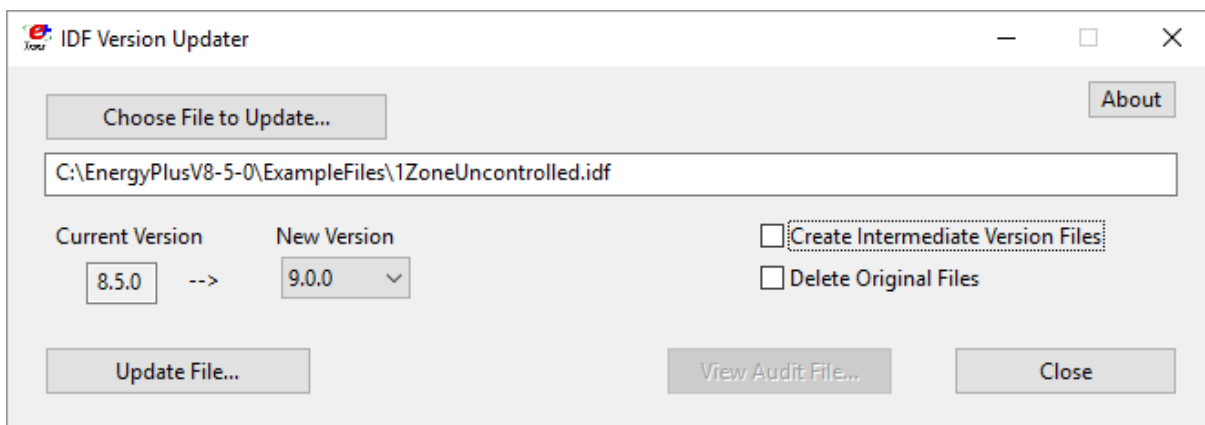 IDF Version Updater
About
Choose File to Update...
C:\EnergyPlusV8-5-0\ExampleFiles\1ZoneUncontrolled.idf
Current Version New Version
Create Intermediate Version Files
8.5.0 --> 9.0.0
Delete Original Files
Update File... View Audit File... Close